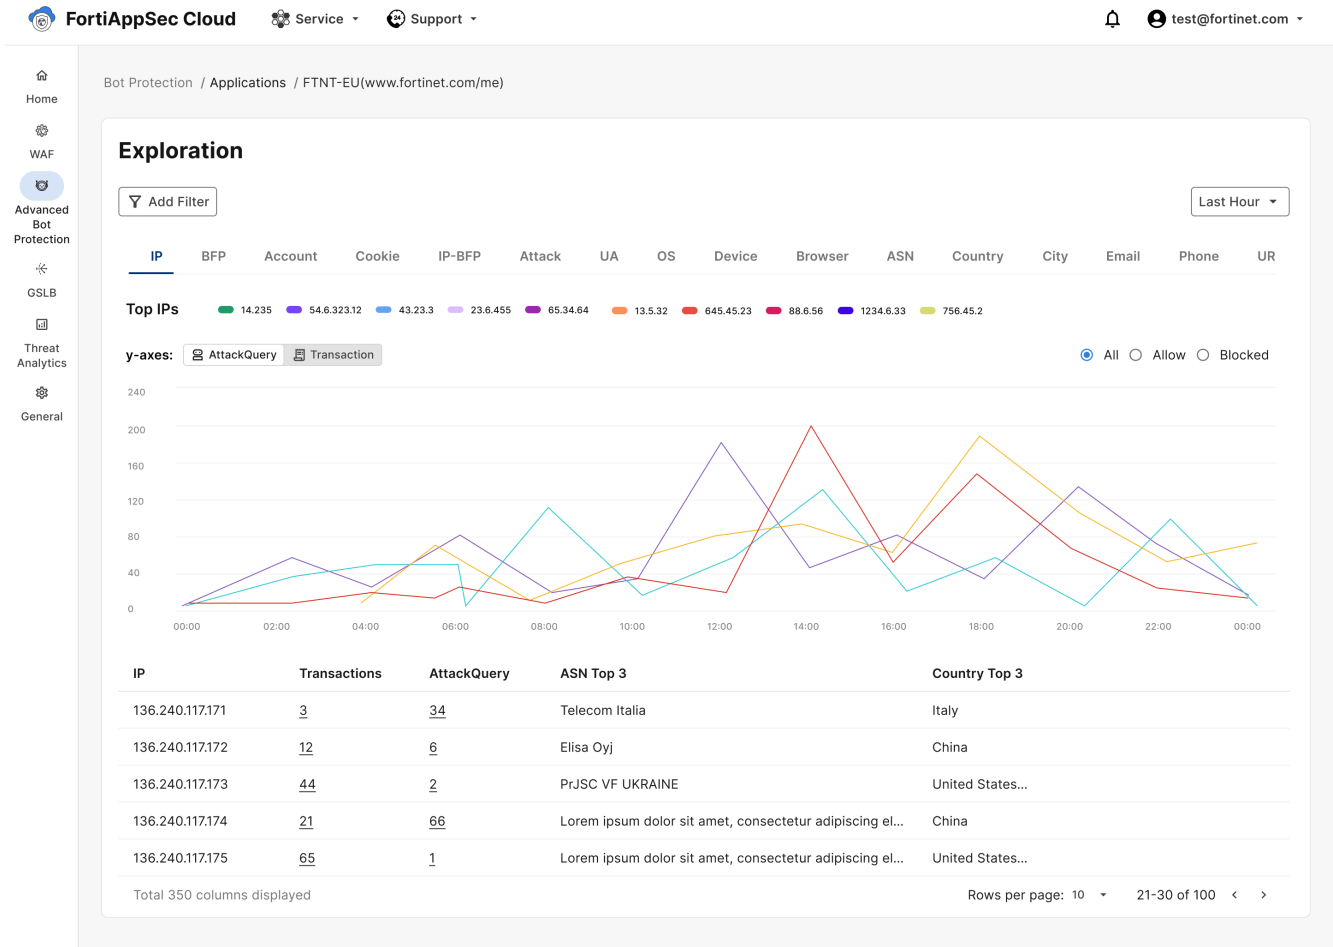 FortiAppSec Cloud
Service
24 Support
test@fortinet.com
Home
WAF
Advanced
Bot
Protection
GSLB
Threat
Analytics
General
Bot Protection / Applications / FTNT-EU(www.fortinet.com/me)
Exploration
Add Filter
Last Hour
IP BFP Account Cookie IP-BFP Attack UA OS Device Browser ASN Country City Email Phone UR
Top IPs 14.235 54.6.323.12 43.23.3 23.6.455 65.34.64 13.5.32 645.45.23 88.6.56 1234.6.33 756.45.2
y-axes: AttackQuery Transaction All Allow Blocked
240
200
160
120
80
40
0
00:00 02:00 04:00 06:00 08:00 10:00 12:00 14:00 16:00 18:00 20:00 22:00 00:00
IP Transactions AttackQuery ASN Top 3 Country Top 3
136.240.117.171 3 34 Telecom Italia Italy
136.240.117.172 12 6 Elisa Oyj China
136.240.117.173 44 2 PrJSC VF UKRAINE United States...
136.240.117.174 21 66 Lorem ipsum dolor sit amet, consectetur adipiscing el... China
136.240.117.175 65 1 Lorem ipsum dolor sit amet, consectetur adipiscing el... United States...
Total 350 columns displayed
Rows per page: 10 21-30 of 100